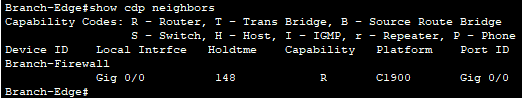 Branch-Edge#show cdp neighbors
Capability Codes: R - Router, T - Trans Bridge, B - Source Route Bridge
S - Switch, H - Host, I - IGMP, r - Repeater, P - Phone
Device ID    Local Intrfce   Holdtme    Capability   Platform    Port ID
Branch-Firewall
Gig 0/0          148            R       C1900       Gig 0/0
Branch-Edge#